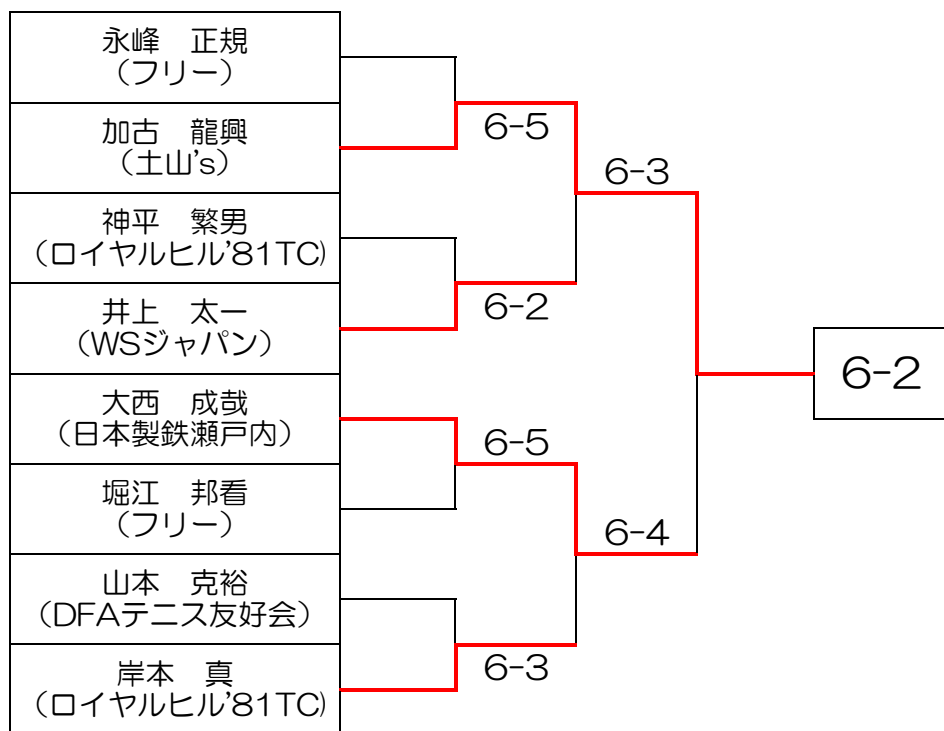 永峰　正規
（フリー）
加古　龍興
（土山's）
神平　繁男
（ロイヤルヒル'81TC)
井上　太一
（WSジャパン）
大西　成哉
（日本製鉄瀬戸内）
堀江　邦看
（フリー）
山本　克裕
（DFAテニス友好会）
岸本　真
（ロイヤルヒル'81TC)
6-5
6-2
6-5
6-3
6-3
6-4
6-2